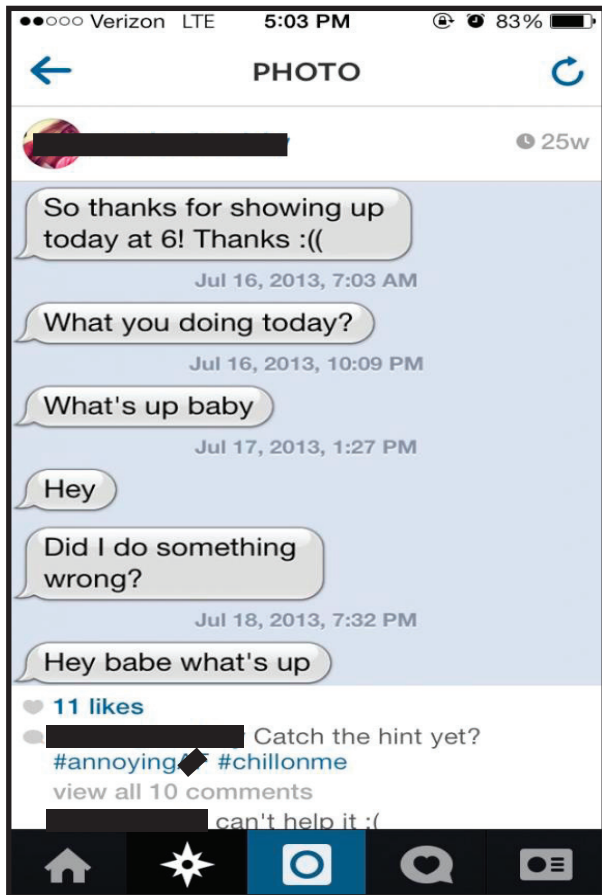 Verizon LTE 5:03 PM 83%
PHOTO
25w
So thanks for showing up
today at 6! Thanks :((
Jul 16, 2013, 7:03 AM
What you doing today?
Jul 16, 2013, 10:09 PM
What's up baby
Jul 17, 2013, 1:27 PM
Hey
Did I do something
wrong?
Jul 18, 2013, 7:32 PM
Hey babe what's up
11 likes
Catch the hint yet?
#annoying #chillonme
view all 10 comments
can't help it :(